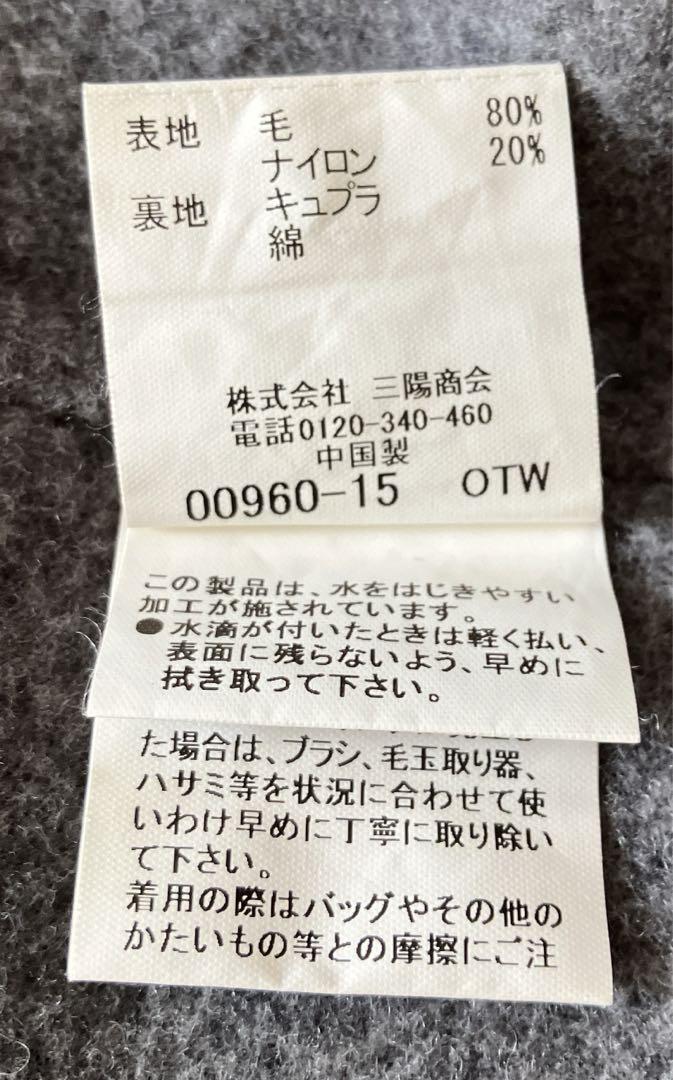 表地 毛 80%
ナイロン 20%
裏地 キュプラ
綿
株式会社 三陽商会
電話0120-340-460
中国製
00960-15 OTW
この製品は、水をはじきやすい
加工が施されています。
●水滴が付いたときは軽く払い、
表面に残らないよう、早めに
拭き取って下さい。
た場合は、ブラシ、毛玉取り器、
ハサミ等を状況に合わせて使
いわけ早めに丁寧に取り除い
て下さい。
着用の際はバッグやその他の
かたいもの等との摩擦にご注